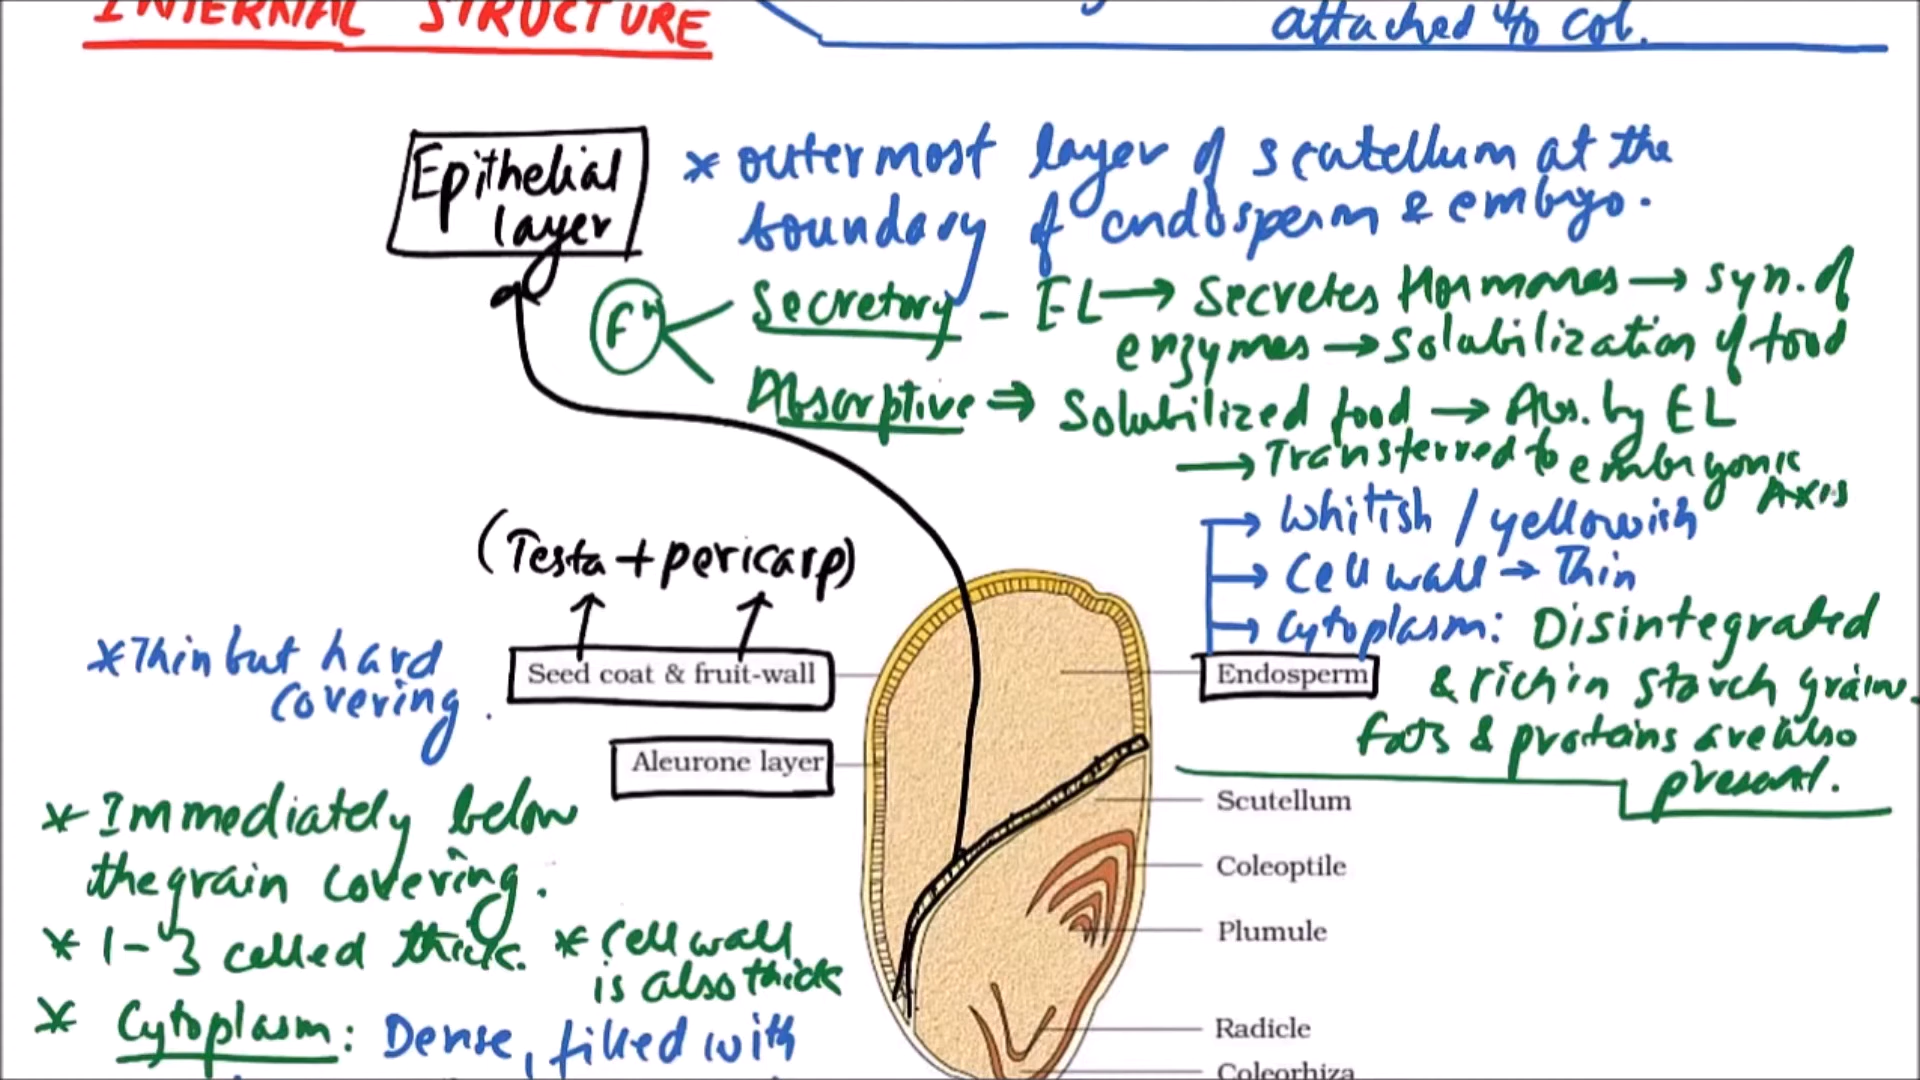 INTERNAL STRUCTURE
attached to Cob.
Epithelial
layer
* outermost layer of scutellum at the
boundary of endosperm & embryo.
fⁿ
Secretory - EL → Secretes Hormones → syn. of
enzymes → Solubilization of food
Absorptive ⇒ Solubilized food → Abs. by EL
→ Transferred to embryonic
Axis
(Testa + pericarp)
Seed coat & fruit-wall
* Thin but hard
covering.
Aleurone layer
* Immediately below
the grain covering.
* 1-3 celled thick. * Cell wall
is also thick
* Cytoplasm: Dense, filled with
→ Whitish / yellowish
→ Cell wall → Thin
→ Cytoplasm: Disintegrated
Endosperm
& rich in starch grains.
fats & proteins are also
present.
Scutellum
Coleoptile
Plumule
Radicle
Coleorhiza